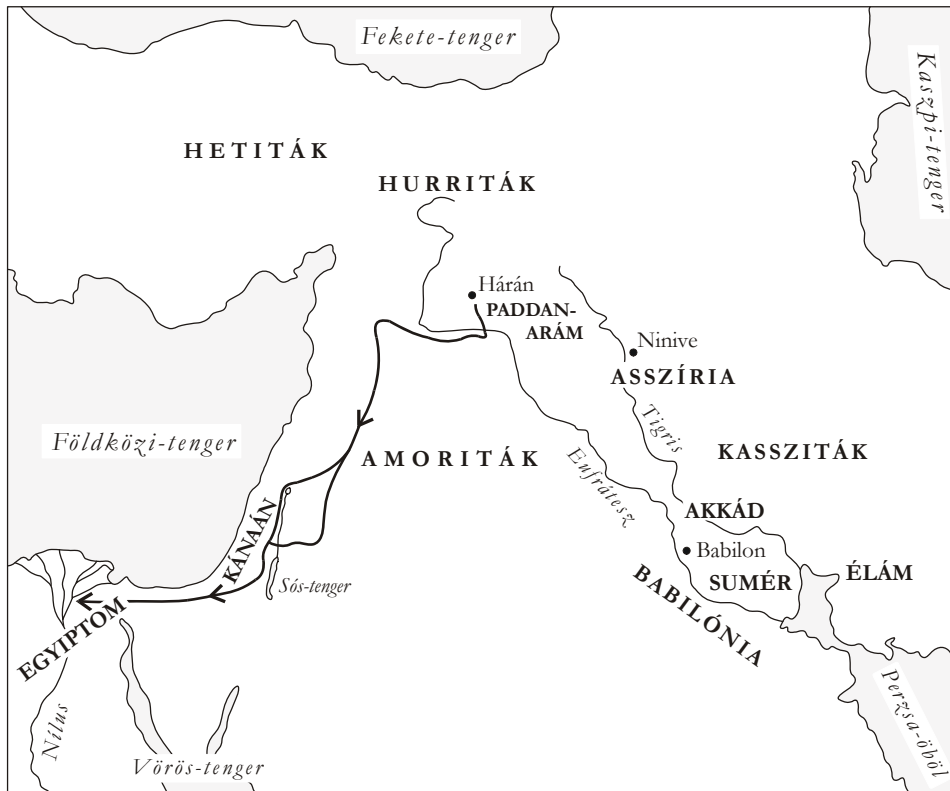 Fekete-tenger
Kaszpi-tenger
HETITÁK
HURRITÁK
Hárán
PADDAN-
ARÁM
Ninive
ASSZÍRIA
Tigris
Földközi-tenger
AMORITÁK
Eufrátesz
KASSZITÁK
AKKÁD
Babilon
SUMÉR
ÉLÁM
BABILÓNIA
KÁNAÁN
Sós-tenger
EGYIPTOM
Nílus
Vörös-tenger
Perzsa-öböl